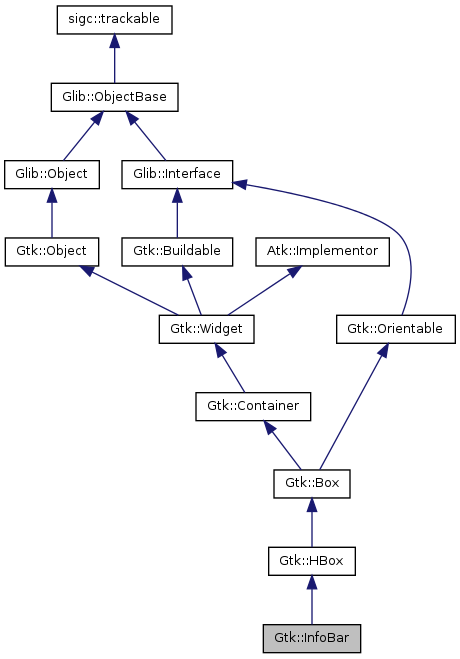 sigc::trackable
Glib::ObjectBase
Glib::Object
Glib::Interface
Gtk::Object
Gtk::Buildable
Atk::Implementor
Gtk::Widget
Gtk::Orientable
Gtk::Container
Gtk::Box
Gtk::HBox
Gtk::InfoBar